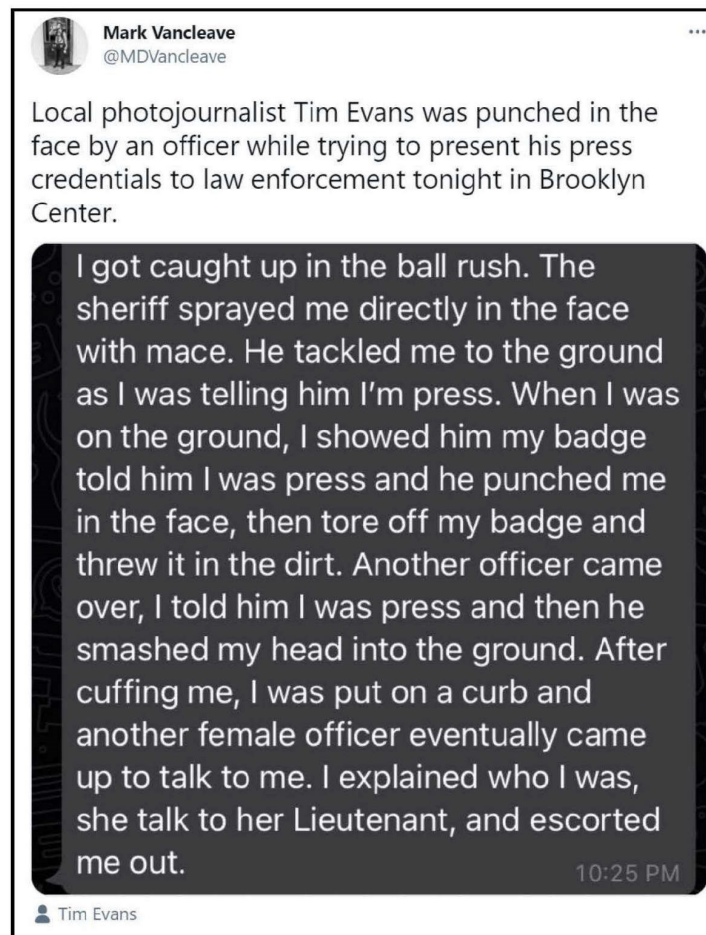 Mark Vancleave
@MDVancleave
Local photojournalist Tim Evans was punched in the
face by an officer while trying to present his press
credentials to law enforcement tonight in Brooklyn
Center.
I got caught up in the ball rush. The
sheriff sprayed me directly in the face
with mace. He tackled me to the ground
as I was telling him I'm press. When I was
on the ground, I showed him my badge
told him I was press and he punched me
in the face, then tore off my badge and
threw it in the dirt. Another officer came
over, I told him I was press and then he
smashed my head into the ground. After
cuffing me, I was put on a curb and
another female officer eventually came
up to talk to me. I explained who I was,
she talk to her Lieutenant, and escorted
me out.
10:25 PM
Tim Evans